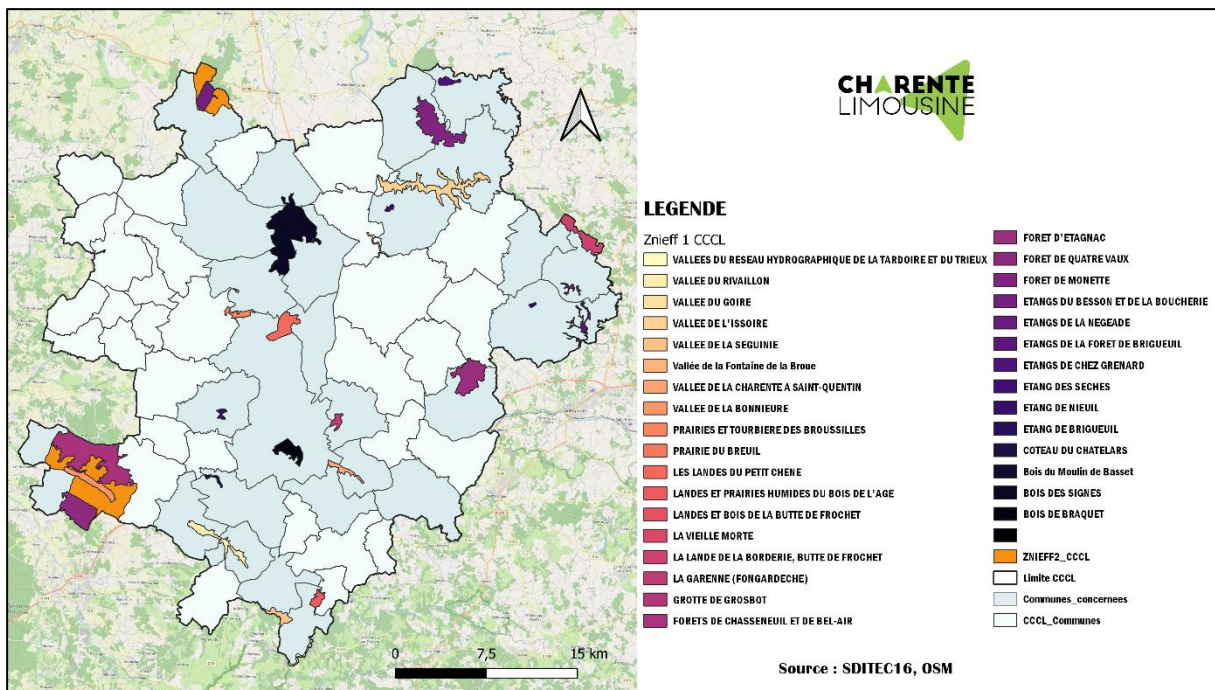 CHARENTE
LIMOUSINE
LEGENDE
Znieff 1 CCCL
VALLEES DU RESEAU HYDROGRAPHIQUE DE LA TARDOIRE ET DU TRIEUX
VALLEE DU RIVAILLON
VALLEE DU GOIRE
VALLEE DE L'ISSOIRE
VALLEE DE LA SEGUINIE
Vallée de la Fontaine de la Broue
VALLEE DE LA CHARENTE A SAINT-QUENTIN
VALLEE DE LA BONNIEURE
PRAIRIES ET TOURBIERE DES BROUSSILLES
PRAIRIE DU BREUIL
LES LANDES DU PETIT CHENE
LANDES ET PRAIRIES HUMIDES DU BOIS DE L'AGE
LANDES ET BOIS DE LA BUTTE DE FROCHET
LA VIEILLE MORTE
LA LANDE DE LA BORDERIE, BUTTE DE FROCHET
LA GARENNE (FONGARDECHE)
GROTTE DE GROSBOT
FORETS DE CHASSENEUIL ET DE BEL-AIR
FORET D'ETAGNAC
FORET DE QUATRE VAUX
FORET DE MONETTE
ETANGS DU BESSON ET DE LA BOUCHERIE
ETANGS DE LA NEGEADE
ETANGS DE LA FORET DE BRIGUEUIL
ETANGS DE CHEZ GRENARD
ETANG DES SECHES
ETANG DE NIEUIL
ETANG DE BRIGUEUIL
COTEAU DU CHATELARS
Bois du Moulin de Basset
BOIS DES SIGNES
BOIS DE BRAQUET
ZNIEFF2_CCCL
Limite CCCL
Communes_concernees
CCCL_Communes
0 7,5 15 km
Source : SDITEC16, OSM